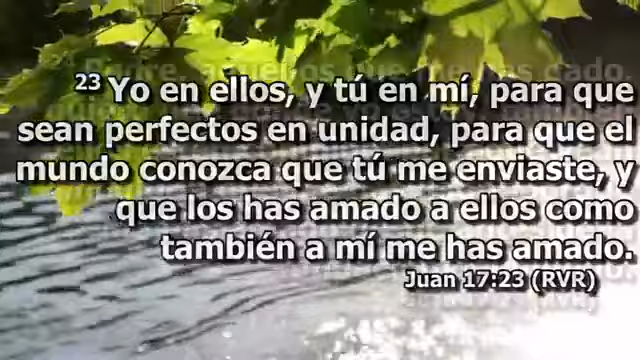 23 Yo en ellos, y tú en mí, para que
sean perfectos en unidad, para que el
mundo conozca que tú me enviaste, y
que los has amado a ellos como
también a mí me has amado.
Juan 17:23 (RVR)